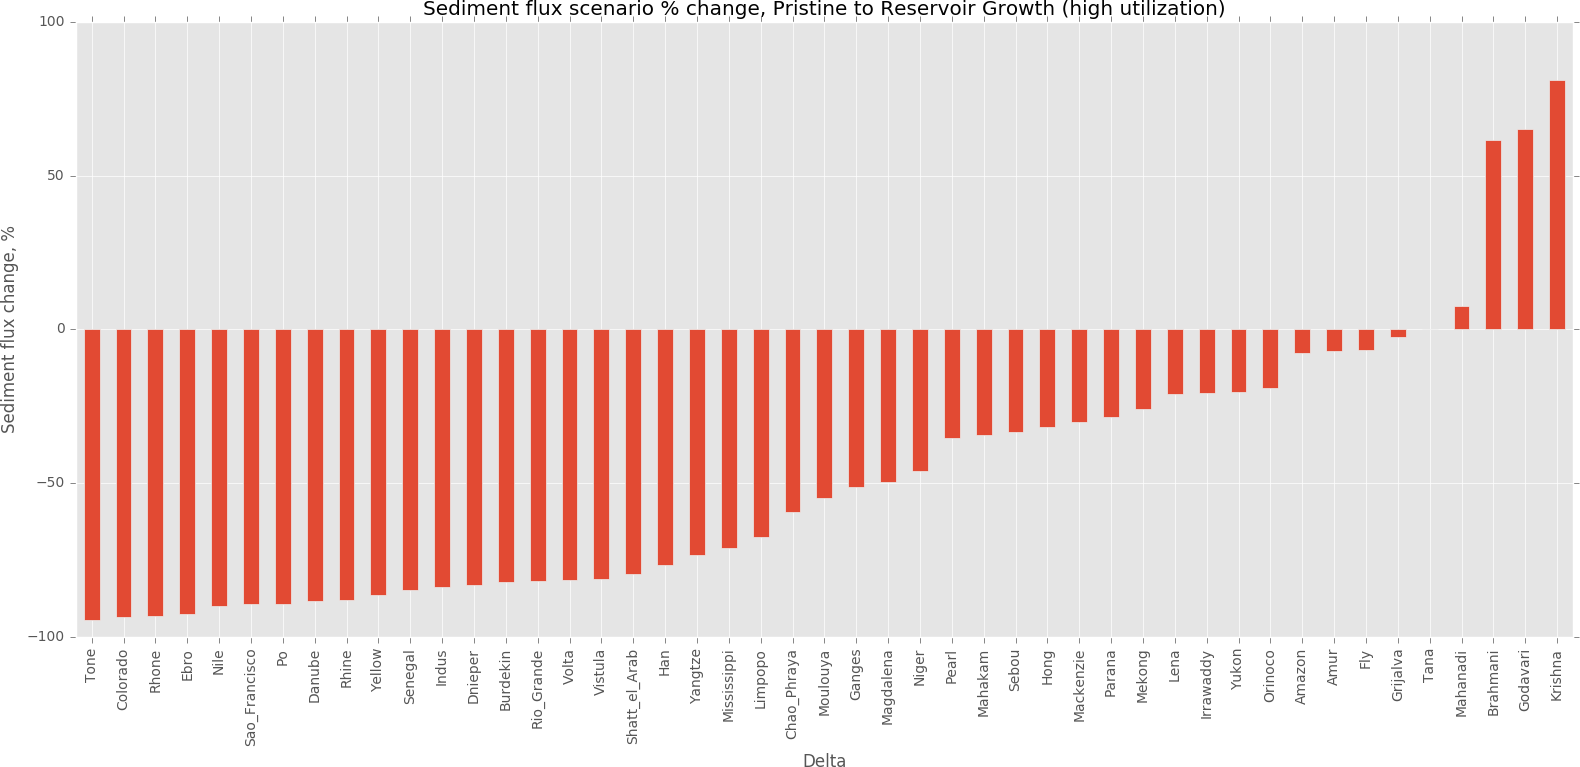 Sediment flux scenario % change, Pristine to Reservoir Growth (high utilization)
100
50
0
−50
−100
Sediment flux change, %
Tone
Colorado
Rhone
Ebro
Nile
Sao_Francisco
Po
Danube
Rhine
Yellow
Senegal
Indus
Dnieper
Burdekin
Rio_Grande
Volta
Vistula
Shatt_el_Arab
Han
Yangtze
Mississippi
Limpopo
Chao_Phraya
Moulouya
Ganges
Magdalena
Niger
Pearl
Mahakam
Sebou
Hong
Mackenzie
Parana
Mekong
Lena
Irrawaddy
Yukon
Orinoco
Amazon
Amur
Fly
Grijalva
Tana
Mahanadi
Brahmani
Godavari
Krishna
Delta